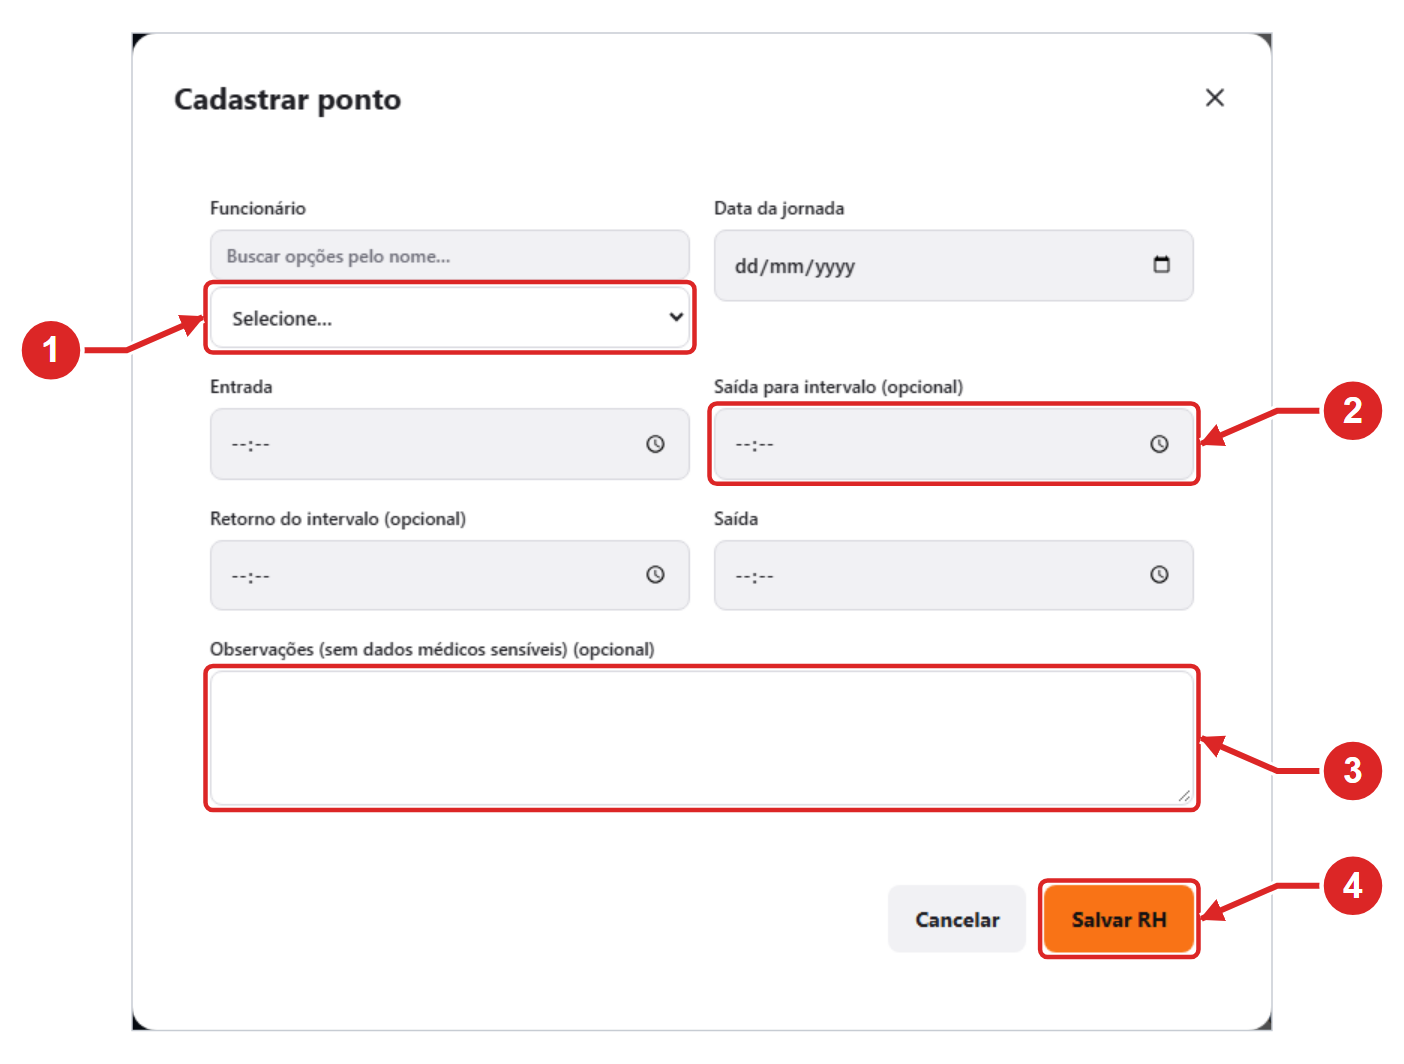 Cadastrar ponto
Funcionário
Buscar opções pelo nome...
Selecione...
1
Data da jornada
dd/mm/yyyy
Entrada
--:--
Saída para intervalo (opcional)
--:--
2
Retorno do intervalo (opcional)
--:--
Saída
--:--
Observações (sem dados médicos sensíveis) (opcional)
3
Cancelar
Salvar RH
4